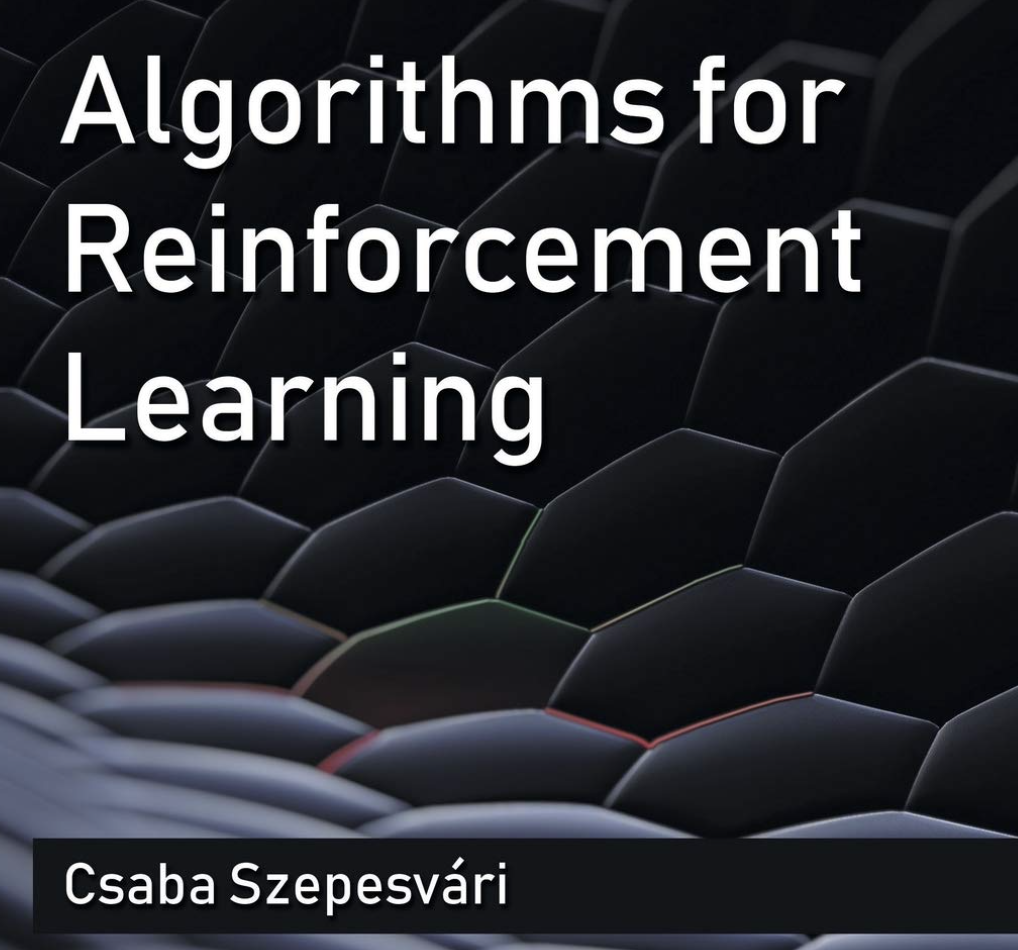 Algorithms for
Reinforcement
Learning
Csaba Szepesvári